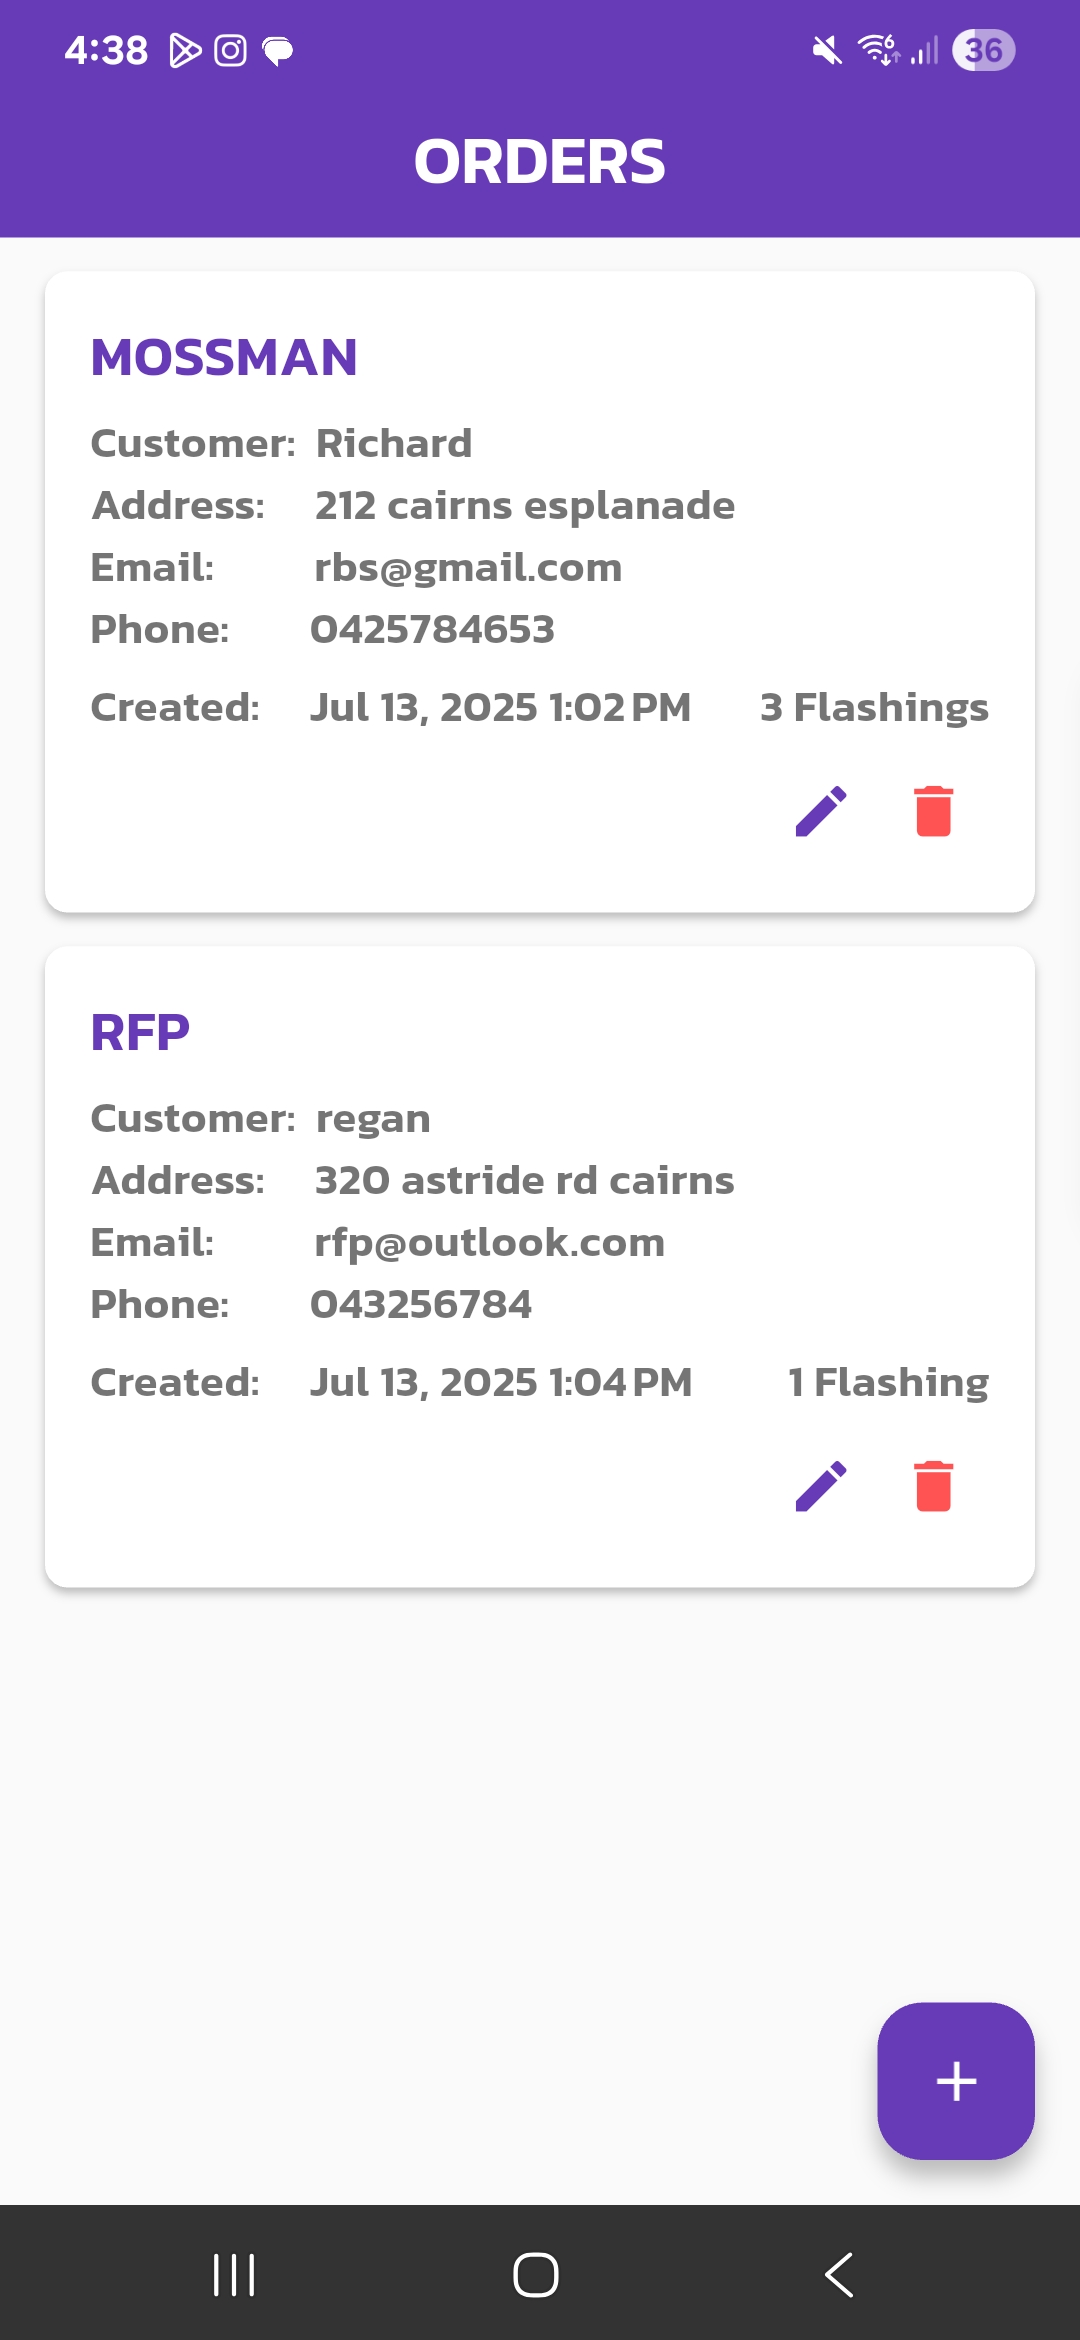 4:38
6
36
ORDERS
MOSSMAN
Customer: Richard
Address: 212 cairns esplanade
Email: rbs@gmail.com
Phone: 0425784653
Created: Jul 13, 2025 1:02 PM 3 Flashings
RFP
Customer: regan
Address: 320 astride rd cairns
Email: rfp@outlook.com
Phone: 043256784
Created: Jul 13, 2025 1:04 PM 1 Flashing